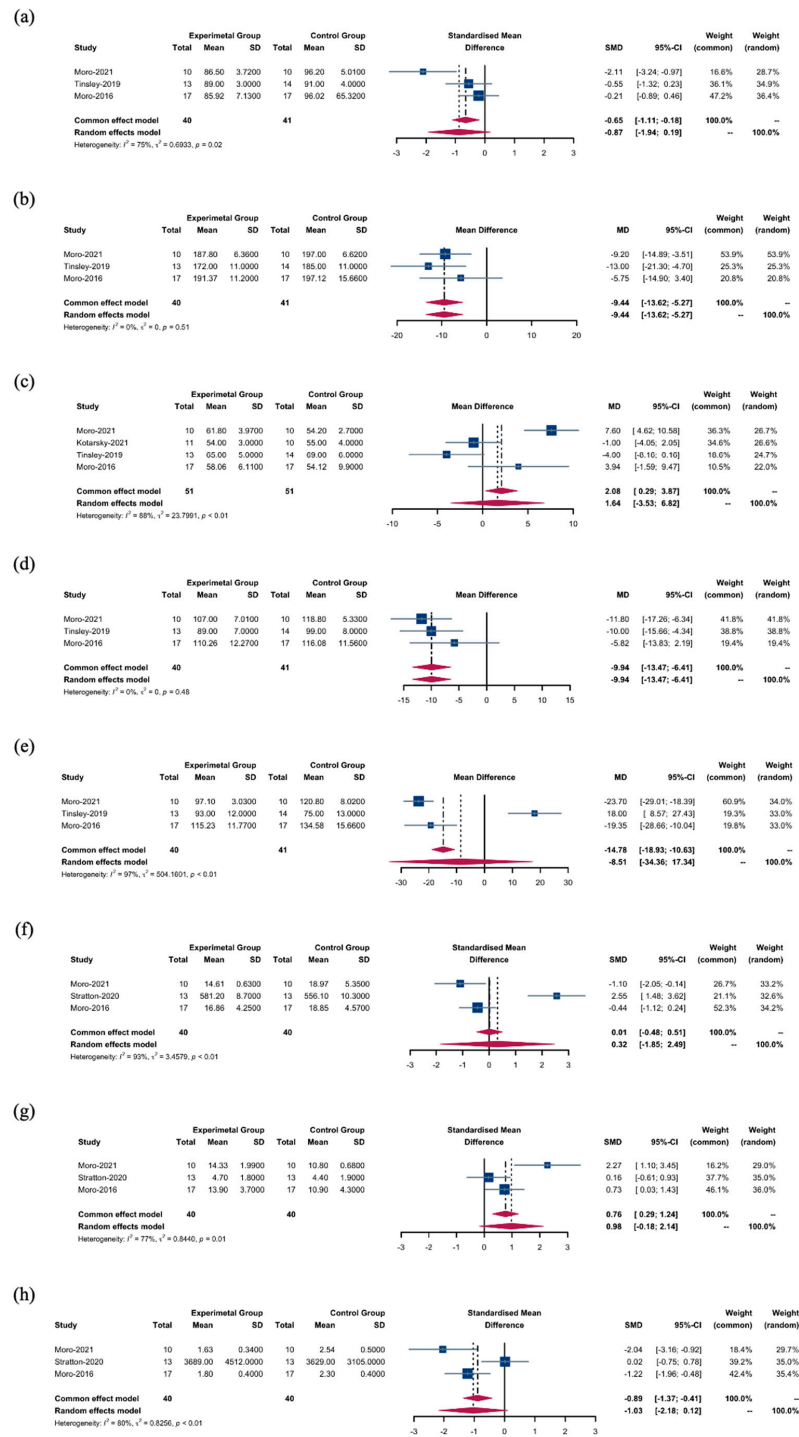 (a)
Experimetal Group Control Group Standardised Mean Weight Weight
Study Total Mean SD Total Mean SD Difference SMD 95%-CI (common) (random)
Moro-2021 10 86.50 3.7200 10 96.20 5.0100 -2.11 [-3.24; -0.97] 16.6% 28.7%
Tinsley-2019 13 89.00 3.0000 14 91.00 4.0000 -0.55 [-1.32; 0.23] 36.1% 34.9%
Moro-2016 17 85.92 7.1300 17 96.02 65.3200 -0.21 [-0.89; 0.46] 47.2% 36.4%
Common effect model 40 41 -0.65 [-1.11; -0.18] 100.0% --
Random effects model -0.87 [-1.94; 0.19] -- 100.0%
Heterogeneity: I² = 75%, τ² = 0.6933, p = 0.02
-3 -2 -1 0 1 2 3
(b)
Experimetal Group Control Group Weight Weight
Study Total Mean SD Total Mean SD Mean Difference MD 95%-CI (common) (random)
Moro-2021 10 187.80 6.3600 10 197.00 6.6200 -9.20 [-14.89; -3.51] 53.9% 53.9%
Tinsley-2019 13 172.00 11.0000 14 185.00 11.0000 -13.00 [-21.30; -4.70] 25.3% 25.3%
Moro-2016 17 191.37 11.2000 17 197.12 15.6600 -5.75 [-14.90; 3.40] 20.8% 20.8%
Common effect model 40 41 -9.44 [-13.62; -5.27] 100.0% --
Random effects model -9.44 [-13.62; -5.27] -- 100.0%
Heterogeneity: I² = 0%, τ² = 0, p = 0.51
-20 -10 0 10 20
(c)
Experimetal Group Control Group Weight Weight
Study Total Mean SD Total Mean SD Mean Difference MD 95%-CI (common) (random)
Moro-2021 10 61.80 3.9700 10 54.20 2.7000 7.60 [ 4.62; 10.58] 36.3% 26.7%
Kotarsky-2021 11 54.00 3.0000 10 55.00 4.0000 -1.00 [-4.05; 2.05] 34.6% 26.6%
Tinsley-2019 13 65.00 5.0000 14 69.00 6.0000 -4.00 [-8.16; 0.16] 18.6% 24.7%
Moro-2016 17 58.06 6.1100 17 54.12 9.9000 3.94 [-1.59; 9.47] 10.5% 22.0%
Common effect model 51 51 2.08 [ 0.29; 3.87] 100.0% --
Random effects model 1.64 [-3.53; 6.82] -- 100.0%
Heterogeneity: I² = 88%, τ² = 23.7991, p < 0.01
-10 -5 0 5 10
(d)
Experimetal Group Control Group Weight Weight
Study Total Mean SD Total Mean SD Mean Difference MD 95%-CI (common) (random)
Moro-2021 10 107.00 7.0100 10 118.80 5.3300 -11.80 [-17.26; -6.34] 41.8% 41.8%
Tinsley-2019 13 89.00 7.0000 14 99.00 8.0000 -10.00 [-15.66; -4.34] 38.8% 38.8%
Moro-2016 17 110.26 12.2700 17 116.08 11.5600 -5.82 [-13.83; 2.19] 19.4% 19.4%
Common effect model 40 41 -9.94 [-13.47; -6.41] 100.0% --
Random effects model -9.94 [-13.47; -6.41] -- 100.0%
Heterogeneity: I² = 0%, τ² = 0, p = 0.48
-15 -10 -5 0 5 10 15
(e)
Experimetal Group Control Group Weight Weight
Study Total Mean SD Total Mean SD Mean Difference MD 95%-CI (common) (random)
Moro-2021 10 97.10 3.0300 10 120.80 8.0200 -23.70 [-29.01; -18.39] 60.9% 34.0%
Tinsley-2019 13 93.00 12.0000 14 75.00 13.0000 18.00 [ 8.57; 27.43] 19.3% 33.0%
Moro-2016 17 115.23 11.7700 17 134.58 15.6600 -19.35 [-28.66; -10.04] 19.8% 33.0%
Common effect model 40 41 -14.78 [-18.93; -10.63] 100.0% --
Random effects model -8.51 [-34.36; 17.34] -- 100.0%
Heterogeneity: I² = 97%, τ² = 504.1601, p < 0.01
-30 -20 -10 0 10 20 30
(f)
Experimetal Group Control Group Standardised Mean Weight Weight
Study Total Mean SD Total Mean SD Difference SMD 95%-CI (common) (random)
Moro-2021 10 14.61 0.6300 10 18.97 5.3500 -1.10 [-2.05; -0.14] 26.7% 33.2%
Stratton-2020 13 581.20 8.7000 13 556.10 10.3000 2.55 [ 1.48; 3.62] 21.1% 32.6%
Moro-2016 17 16.86 4.2500 17 18.85 4.5700 -0.44 [-1.12; 0.24] 52.3% 34.2%
Common effect model 40 40 0.01 [-0.48; 0.51] 100.0% --
Random effects model 0.32 [-1.85; 2.49] -- 100.0%
Heterogeneity: I² = 93%, τ² = 3.4579, p < 0.01
-3 -2 -1 0 1 2 3
(g)
Experimetal Group Control Group Standardised Mean Weight Weight
Study Total Mean SD Total Mean SD Difference SMD 95%-CI (common) (random)
Moro-2021 10 14.33 1.9900 10 10.80 0.6800 2.27 [ 1.10; 3.45] 16.2% 29.0%
Stratton-2020 13 4.70 1.8000 13 4.40 1.9000 0.16 [-0.61; 0.93] 37.7% 35.0%
Moro-2016 17 13.90 3.7000 17 10.90 4.3000 0.73 [ 0.03; 1.43] 46.1% 36.0%
Common effect model 40 40 0.76 [ 0.29; 1.24] 100.0% --
Random effects model 0.98 [-0.18; 2.14] -- 100.0%
Heterogeneity: I² = 77%, τ² = 0.8440, p = 0.01
-3 -2 -1 0 1 2 3
(h)
Experimetal Group Control Group Standardised Mean Weight Weight
Study Total Mean SD Total Mean SD Difference SMD 95%-CI (common) (random)
Moro-2021 10 1.63 0.3400 10 2.54 0.5000 -2.04 [-3.16; -0.92] 18.4% 29.7%
Stratton-2020 13 3689.00 4512.0000 13 3629.00 3105.0000 0.02 [-0.75; 0.78] 39.2% 35.0%
Moro-2016 17 1.80 0.4000 17 2.30 0.4000 -1.22 [-1.96; -0.48] 42.4% 35.4%
Common effect model 40 40 -0.89 [-1.37; -0.41] 100.0% --
Random effects model -1.03 [-2.18; 0.12] -- 100.0%
Heterogeneity: I² = 80%, τ² = 0.8256, p < 0.01
-3 -2 -1 0 1 2 3